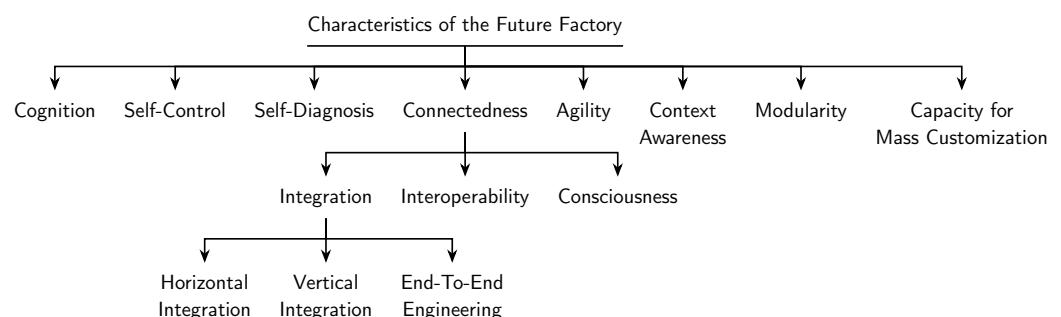 Characteristics of the Future Factory
Cognition
Self-Control
Self-Diagnosis
Connectedness
Agility
Context
Awareness
Modularity
Capacity for
Mass Customization
Integration
Interoperability
Consciousness
Horizontal
Integration
Vertical
Integration
End-To-End
Engineering